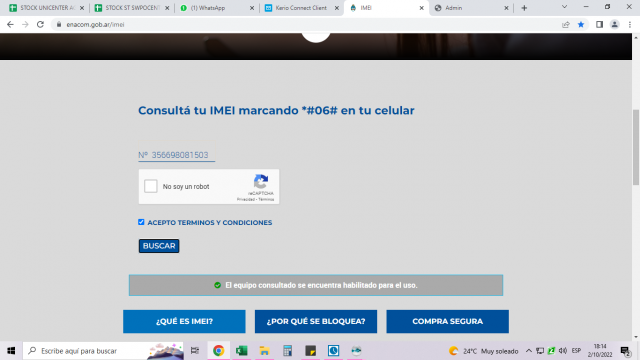 STOCK UNICENTER A
STOCK ST SWPOCENT
(1) WhatsApp
Kerio Connect Client
IMEI
Admin
enacom.gob.ar/imei
Consultá tu IMEI marcando *#06# en tu celular
Nº 356698081503
No soy un robot
reCAPTCHA
Privacidad - Términos
ACEPTO TERMINOS Y CONDICIONES
BUSCAR
El equipo consultado se encuentra habilitado para el uso.
¿QUÉ ES IMEI?
¿POR QUÉ SE BLOQUEA?
COMPRA SEGURA
Escribe aquí para buscar
24°C Muy soleado
ESP
18:14
2/10/2022